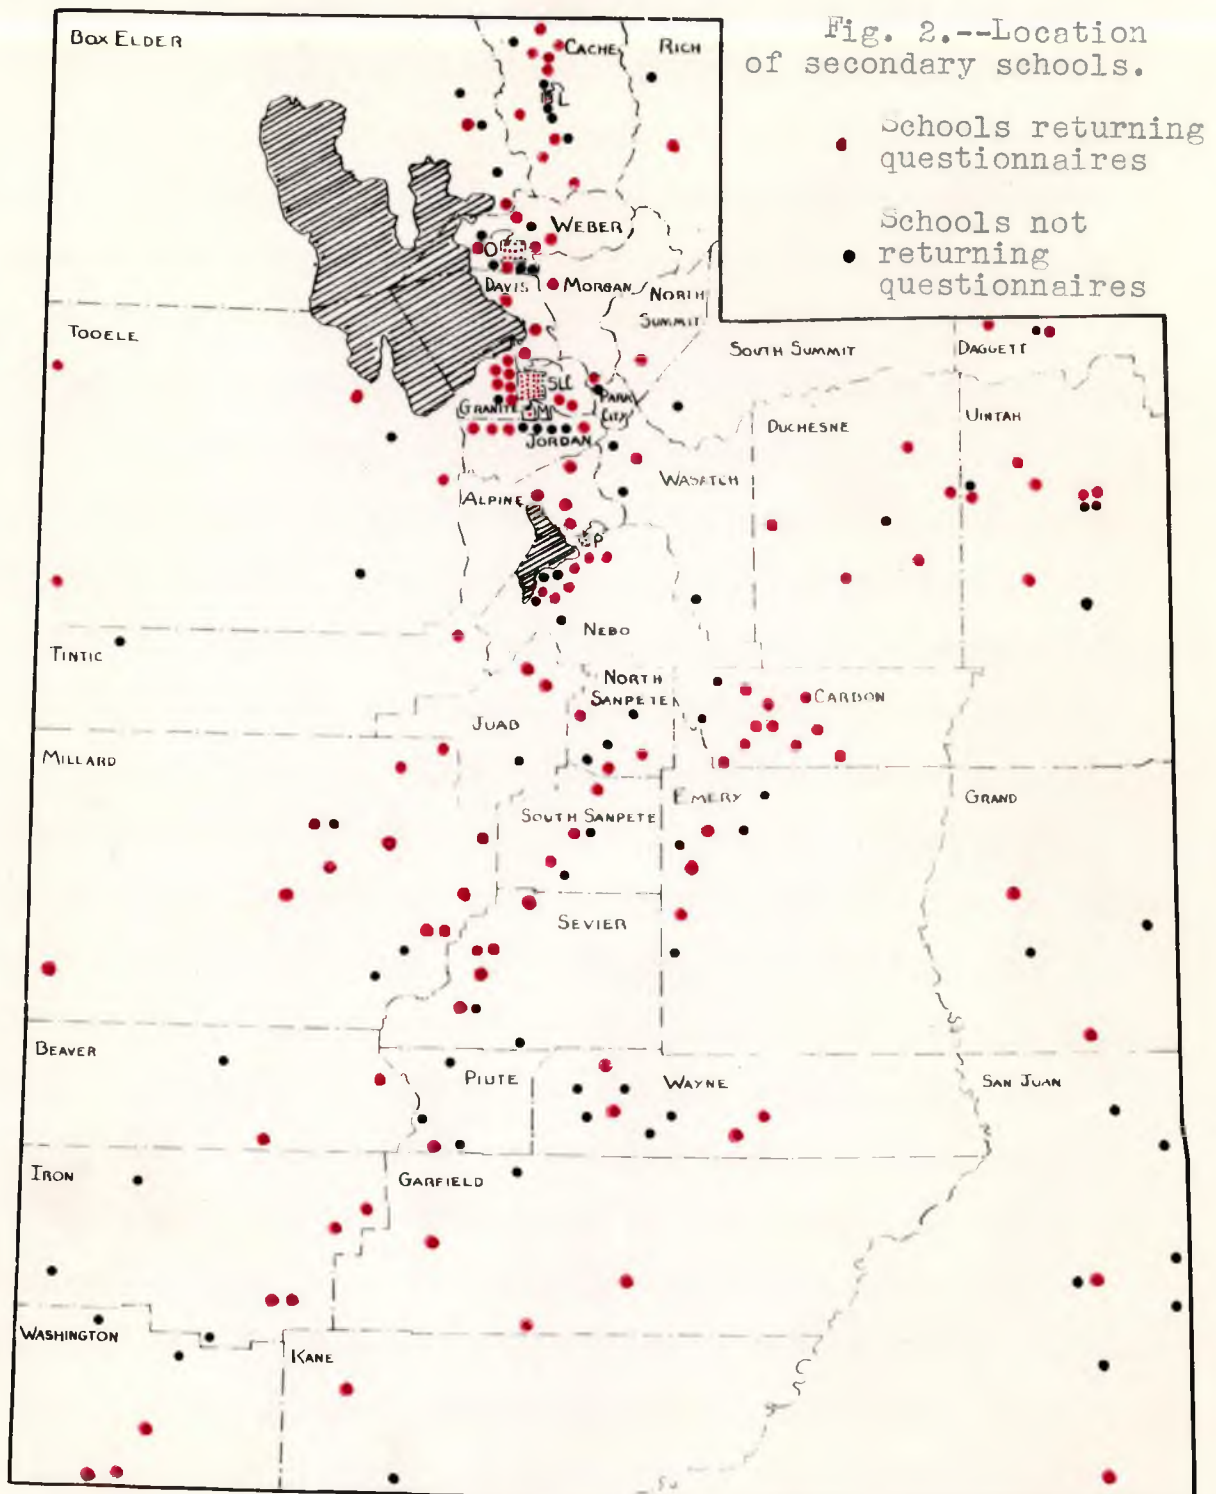 Fig. 2.--Location
of secondary schools.
Schools returning
questionnaires
Schools not
returning
questionnaires
BOX ELDER
CACHE
RICH
L
WEBER
O
DAVIS
MORGAN
NORTH
SUMMIT
TOOELE
SOUTH SUMMIT
DAGGETT
SLC
PARK
CITY
GRANITE
M
JORDAN
DUCHESNE
UINTAH
WASATCH
ALPINE
P
NEBO
TINTIC
NORTH
SANPETE
CARBON
JUAB
MILLARD
EMERY
GRAND
SOUTH SANPETE
SEVIER
BEAVER
PIUTE
WAYNE
SAN JUAN
IRON
GARFIELD
WASHINGTON
KANE